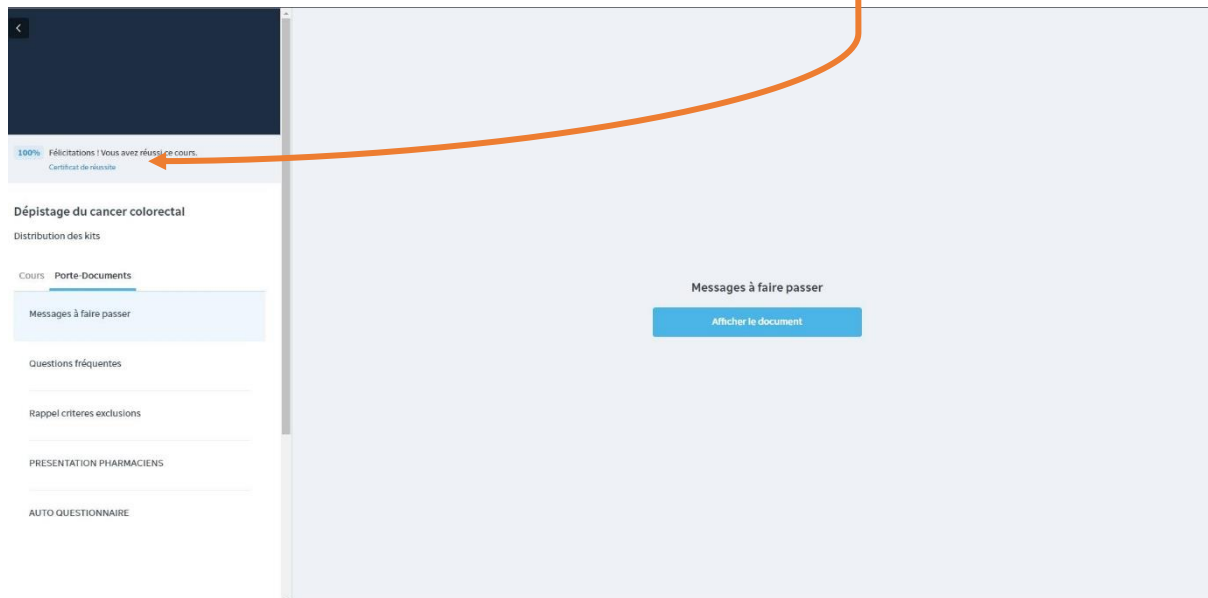 100% Félicitations ! Vous avez réussi ce cours.
Certificat de réussite
Dépistage du cancer colorectal
Distribution des kits
Cours Porte-Documents
Messages à faire passer
Questions fréquentes
Rappel criteres exclusions
PRESENTATION PHARMACIENS
AUTO QUESTIONNAIRE
Messages à faire passer
Afficher le document